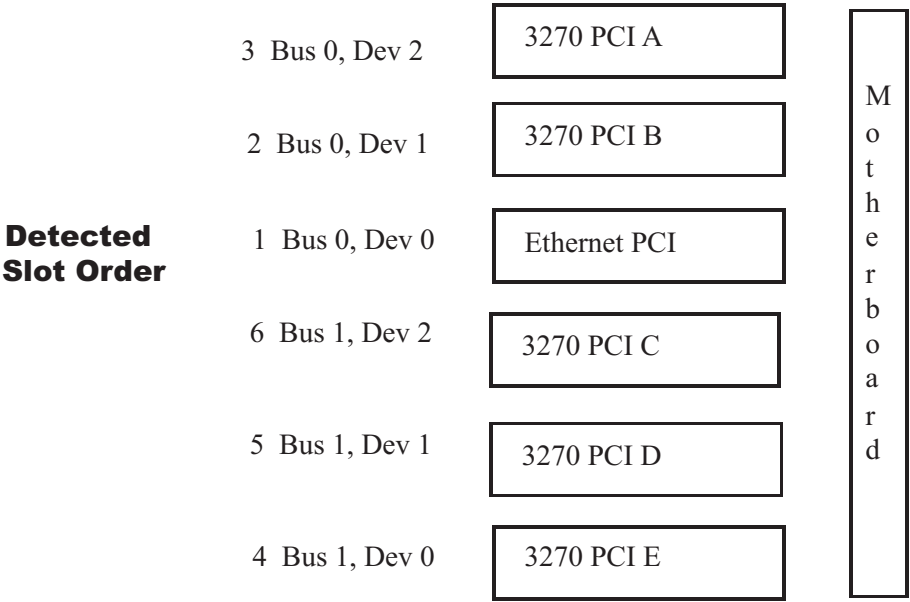 3 Bus 0, Dev 2
3270 PCI A
2 Bus 0, Dev 1
3270 PCI B
Detected
Slot Order
1 Bus 0, Dev 0
Ethernet PCI
6 Bus 1, Dev 2
3270 PCI C
5 Bus 1, Dev 1
3270 PCI D
4 Bus 1, Dev 0
3270 PCI E
Motherboard